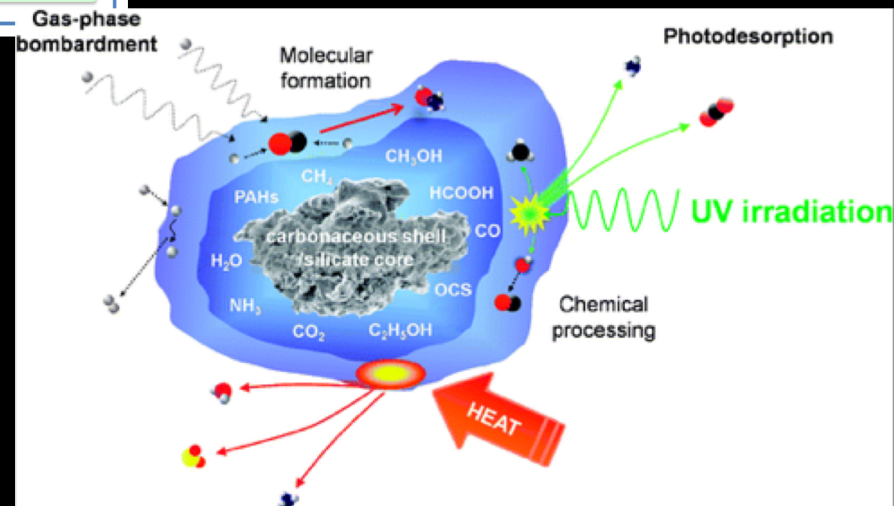 Gas-phase
bombardment
Molecular
formation
Photodesorption
CH₃OH
CH₄
PAHs
HCOOH
carbonaceous shell
/silicate core
CO
UV irradiation
H₂O
OCS
NH₃
CO₂
C₂H₅OH
Chemical
processing
HEAT